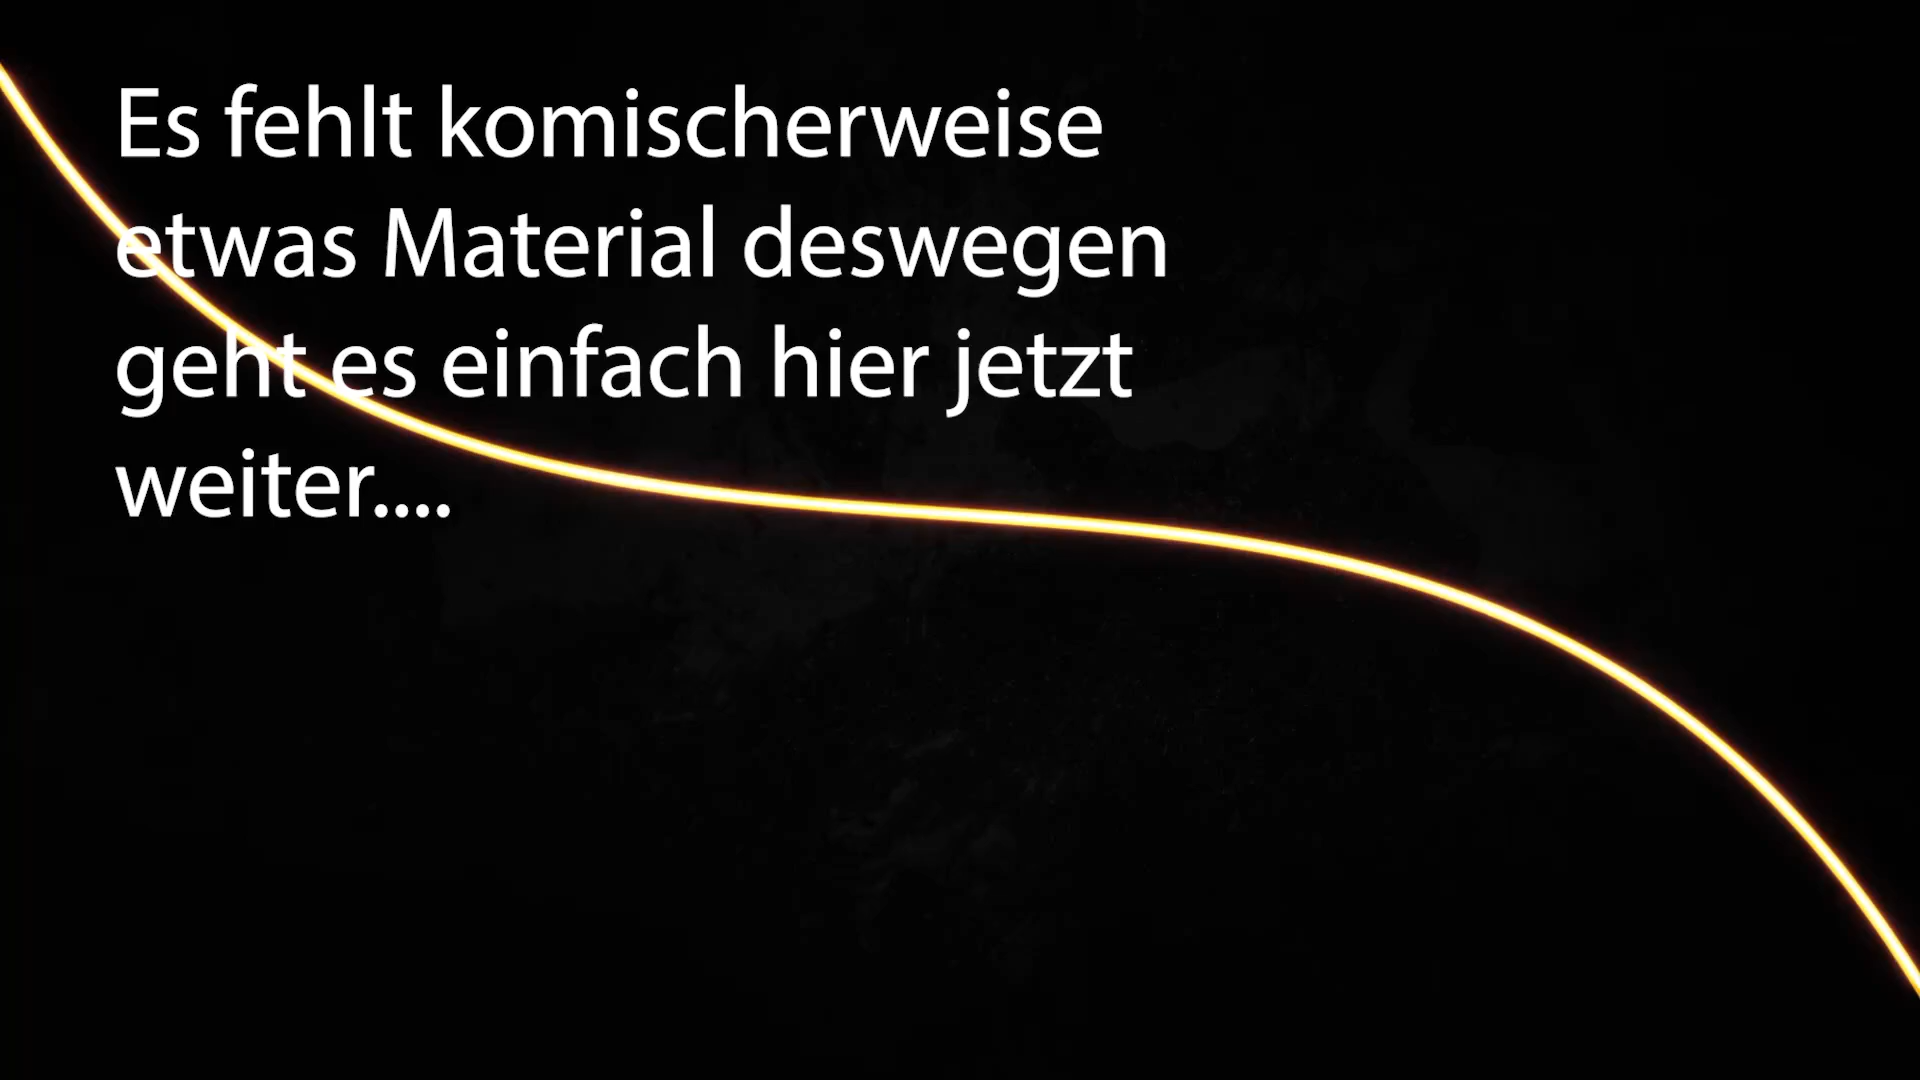 Es fehlt komischerweise
etwas Material deswegen
geht es einfach hier jetzt
weiter....